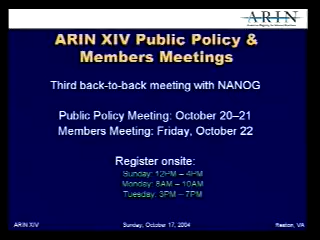 ARIN
ARIN XIV Public Policy &
Members Meetings
Third back-to-back meeting with NANOG
Public Policy Meeting: October 20–21
Members Meeting: Friday, October 22
Register onsite:
Sunday: 12PM – 4PM
Monday: 8AM – 10AM
Tuesday: 3PM – 7PM
ARIN XIV
Sunday, October 17, 2004
Reston, VA